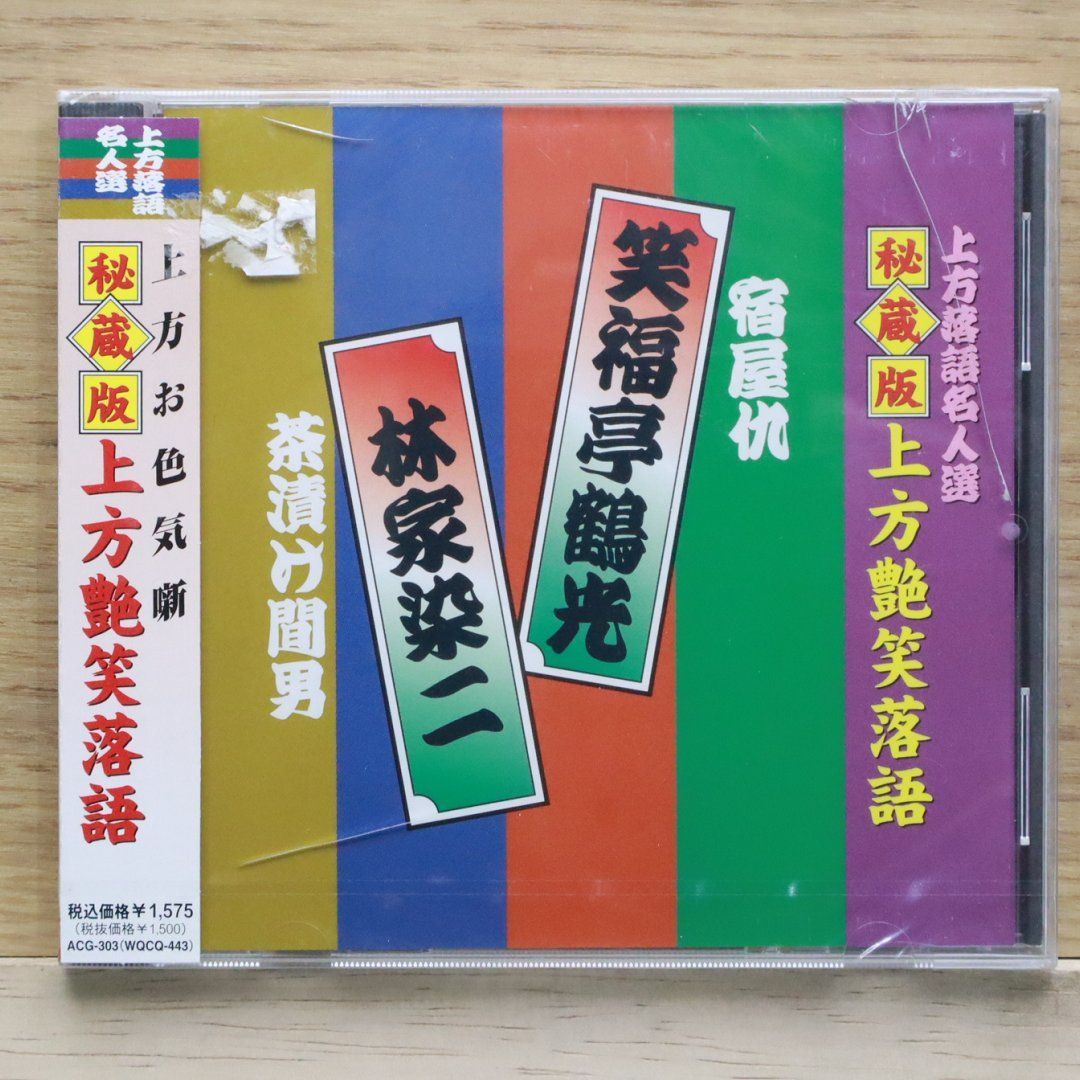 上方落語
名人選
上方お色気噺
秘蔵版
上方艶笑落語
税込価格￥1,575
(税抜価格￥1,500)
ACG-303(WQCQ-443)
上方落語名人選
秘蔵版
上方艶笑落語
宿屋仇
笑福亭鶴光
林家染二
茶漬け間男